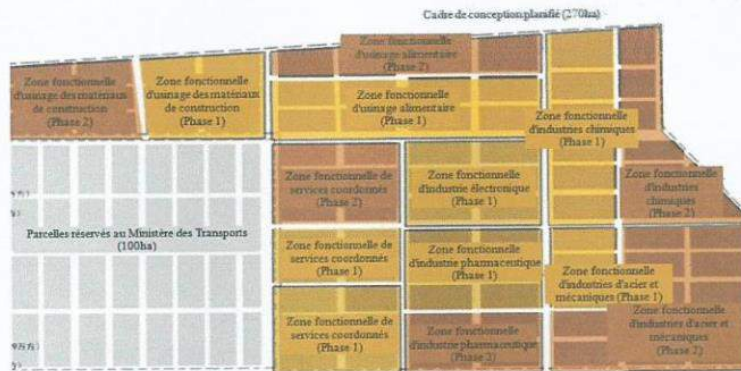 Cadre de conception planifié (270ha)
Zone fonctionnelle
d'usinage alimentaire
(Phase 2)
Zone fonctionnelle
d'usinage des matériaux
de construction
(Phase 2)
Zone fonctionnelle
d'usinage des matériaux
de construction
(Phase 1)
Zone fonctionnelle
d'usinage alimentaire
(Phase 1)
Zone fonctionnelle
d'industries chimiques
(Phase 1)
Zone fonctionnelle de
services coordonnés
(Phase 2)
Zone fonctionnelle
d'industrie électronique
(Phase 1)
Zone fonctionnelle
d'industries
chimiques
(Phase 2)
Parcelles réservés au Ministère des Transports
(100ha)
Zone fonctionnelle de
services coordonnés
(Phase 1)
Zone fonctionnelle
d'industrie pharmaceutique
(Phase 1)
Zone fonctionnelle
d'industries d'acier et
mécaniques (Phase 1)
Zone fonctionnelle de
services coordonnés
(Phase 1)
Zone fonctionnelle
d'industrie pharmaceutique
(Phase 2)
Zone fonctionnelle
d'industries d'acier et
mécaniques
(Phase 2)